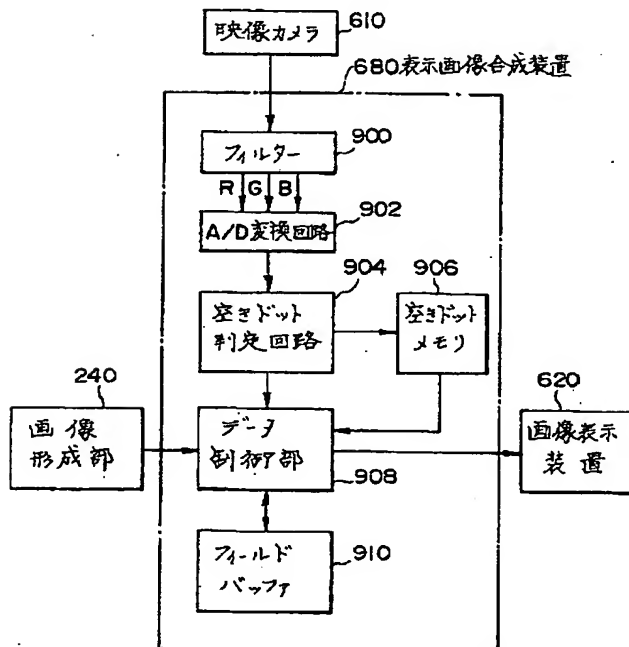 映像カメラ
610
680表示画像合成装置
フィルター
900
R G B
A/D変換回路
902
空きドット
判定回路
904
空きドット
メモリ
906
画像
形成部
240
データ
制御部
908
画像表示
装置
620
フィールド
バッファ
910